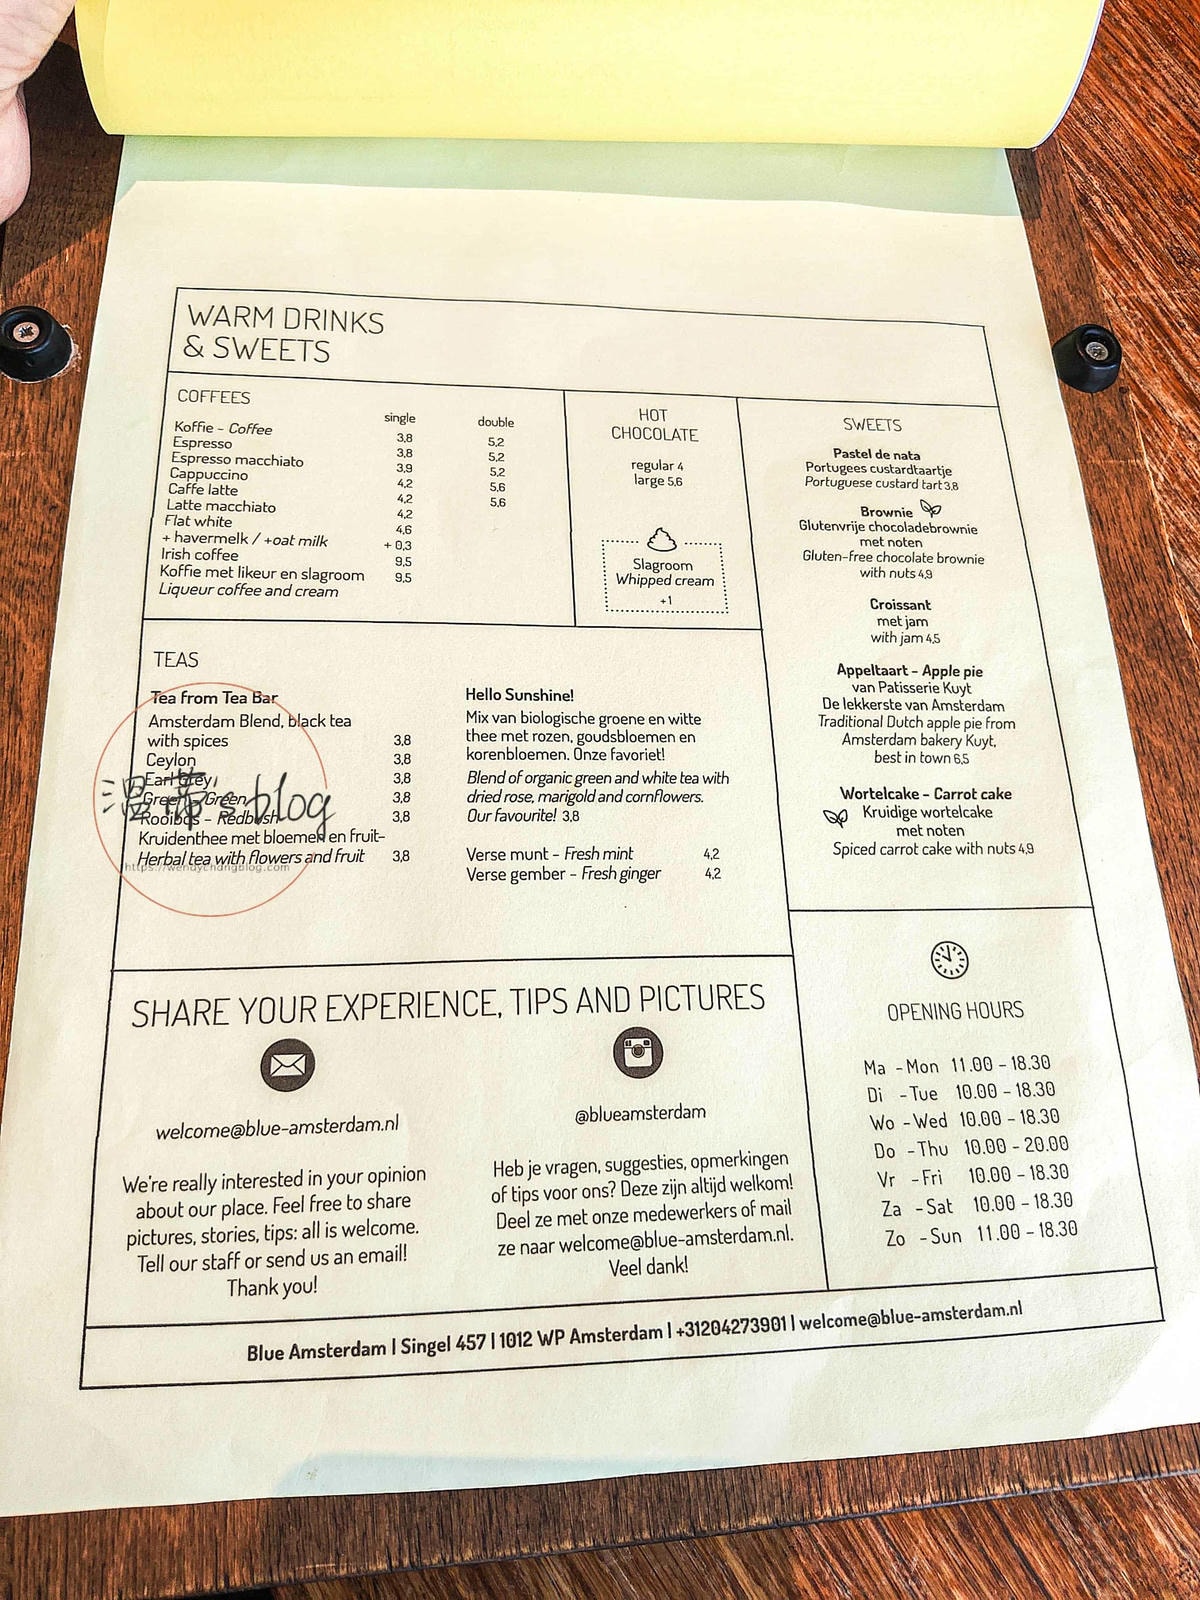 WARM DRINKS
& SWEETS
COFFEES
single double
Koffie - Coffee 3,8 5,2
Espresso 3,8 5,2
Espresso macchiato 3,9 5,2
Cappuccino 4,2 5,6
Caffe latte 4,2 5,6
Latte macchiato 4,2
Flat white 4,6
+ havermelk / +oat milk + 0,3
Irish coffee 9,5
Koffie met likeur en slagroom 9,5
Liqueur coffee and cream
HOT
CHOCOLATE
regular 4
large 5,6
Slagroom
Whipped cream
+1
SWEETS
Pastel de nata
Portugees custardtaartje
Portuguese custard tart 3,8
Brownie
Glutenvrije chocoladebrownie
met noten
Gluten-free chocolate brownie
with nuts 4,9
Croissant
met jam
with jam 4,5
Appeltaart - Apple pie
van Patisserie Kuyt
De lekkerste van Amsterdam
Traditional Dutch apple pie from
Amsterdam bakery Kuyt,
best in town 6,5
Wortelcake - Carrot cake
Kruidige wortelcake
met noten
Spiced carrot cake with nuts 4,9
TEAS
Tea from Tea Bar
Amsterdam Blend, black tea
with spices 3,8
Ceylon 3,8
Earl Grey 3,8
Groen - Green 3,8
Rooibos - Redbush 3,8
Kruidenthee met bloemen en fruit-
Herbal tea with flowers and fruit 3,8
's blog
https://wendychangblog.com
Hello Sunshine!
Mix van biologische groene en witte
thee met rozen, goudsbloemen en
korenbloemen. Onze favoriet!
Blend of organic green and white tea with
dried rose, marigold and cornflowers.
Our favourite! 3,8
Verse munt - Fresh mint 4,2
Verse gember - Fresh ginger 4,2
SHARE YOUR EXPERIENCE, TIPS AND PICTURES
welcome@blue-amsterdam.nl
We're really interested in your opinion
about our place. Feel free to share
pictures, stories, tips: all is welcome.
Tell our staff or send us an email!
Thank you!
@blueamsterdam
Heb je vragen, suggesties, opmerkingen
of tips voor ons? Deze zijn altijd welkom!
Deel ze met onze medewerkers of mail
ze naar welcome@blue-amsterdam.nl.
Veel dank!
OPENING HOURS
Ma - Mon 11.00 - 18.30
Di - Tue 10.00 - 18.30
Wo - Wed 10.00 - 18.30
Do - Thu 10.00 - 20.00
Vr - Fri 10.00 - 18.30
Za - Sat 10.00 - 18.30
Zo - Sun 11.00 - 18.30
Blue Amsterdam | Singel 457 | 1012 WP Amsterdam | +31204273901 | welcome@blue-amsterdam.nl